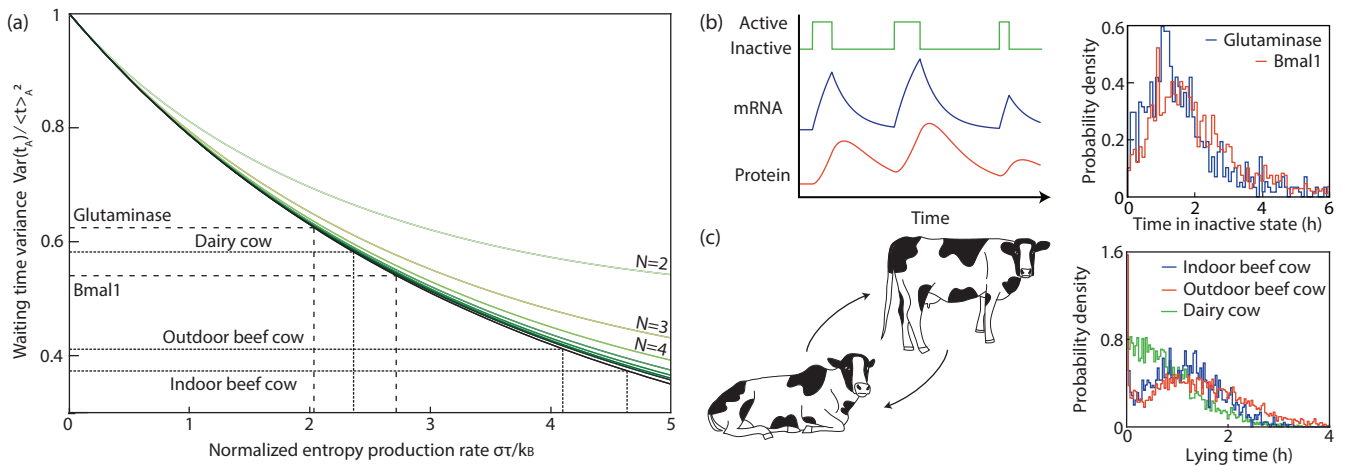 (a)
Waiting time variance Var(t_A)/<t>_A²
1
0.8
0.6
0.4
Glutaminase
Dairy cow
Bmal1
Outdoor beef cow
Indoor beef cow
N=2
N=3
N=4
0 1 2 3 4 5
Normalized entropy production rate στ/kB
(b)
Active
Inactive
mRNA
Protein
Time
Probability density
0.6
0.4
0.2
0
Glutaminase
Bmal1
0 2 4 6
Time in inactive state (h)
(c)
Probability density
1.6
0.8
0
Indoor beef cow
Outdoor beef cow
Dairy cow
0 2 4
Lying time (h)